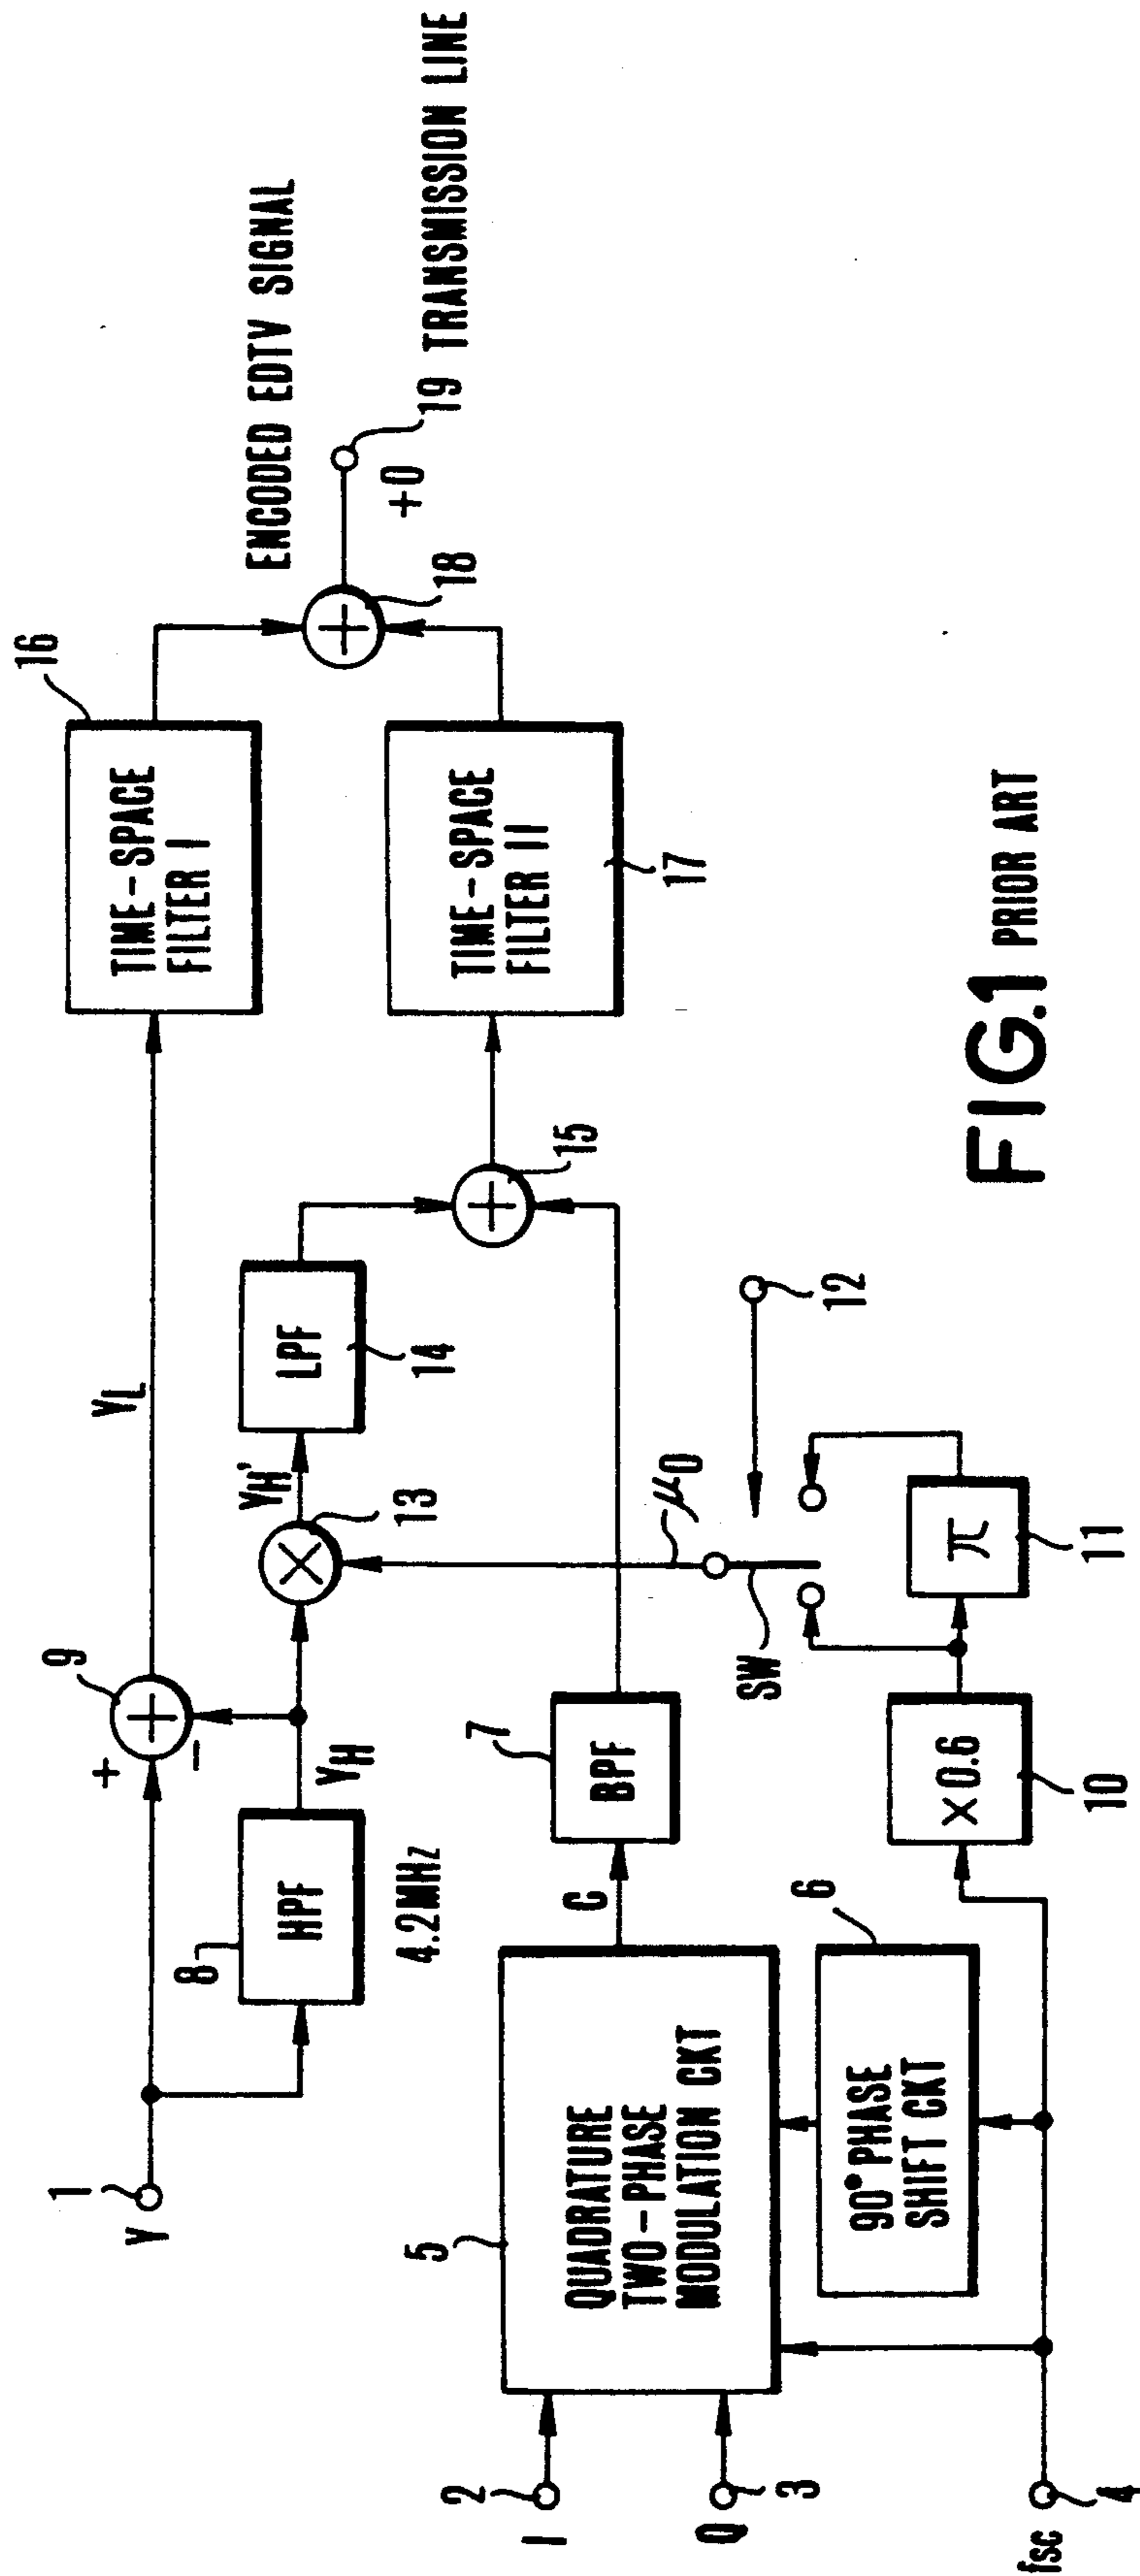 ENCODED EDTV SIGNAL
19 TRANSMISSION LINE
+0
18
16
TIME-SPACE
FILTER I
TIME-SPACE
FILTER II
17
YL
15
LPF
14
YH'
13
μ0
12
SW
π
11
9
+
-
YH
HPF
8
4.2MHz
7
BPF
C
×0.6
10
6
90° PHASE
SHIFT CKT
QUADRATURE
TWO-PHASE
MODULATION CKT
5
1
Y
2
I
3
Q
4
fsc
FIG.1 PRIOR ART